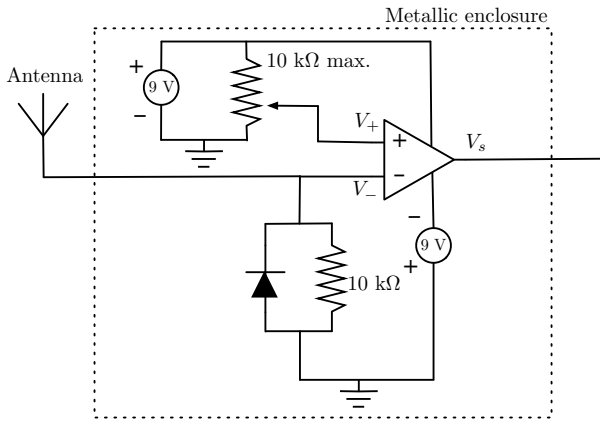 Metallic enclosure
Antenna
+
9 V
-
10 kΩ max.
V+
+
Vs
V−
-
-
9 V
+
10 kΩ